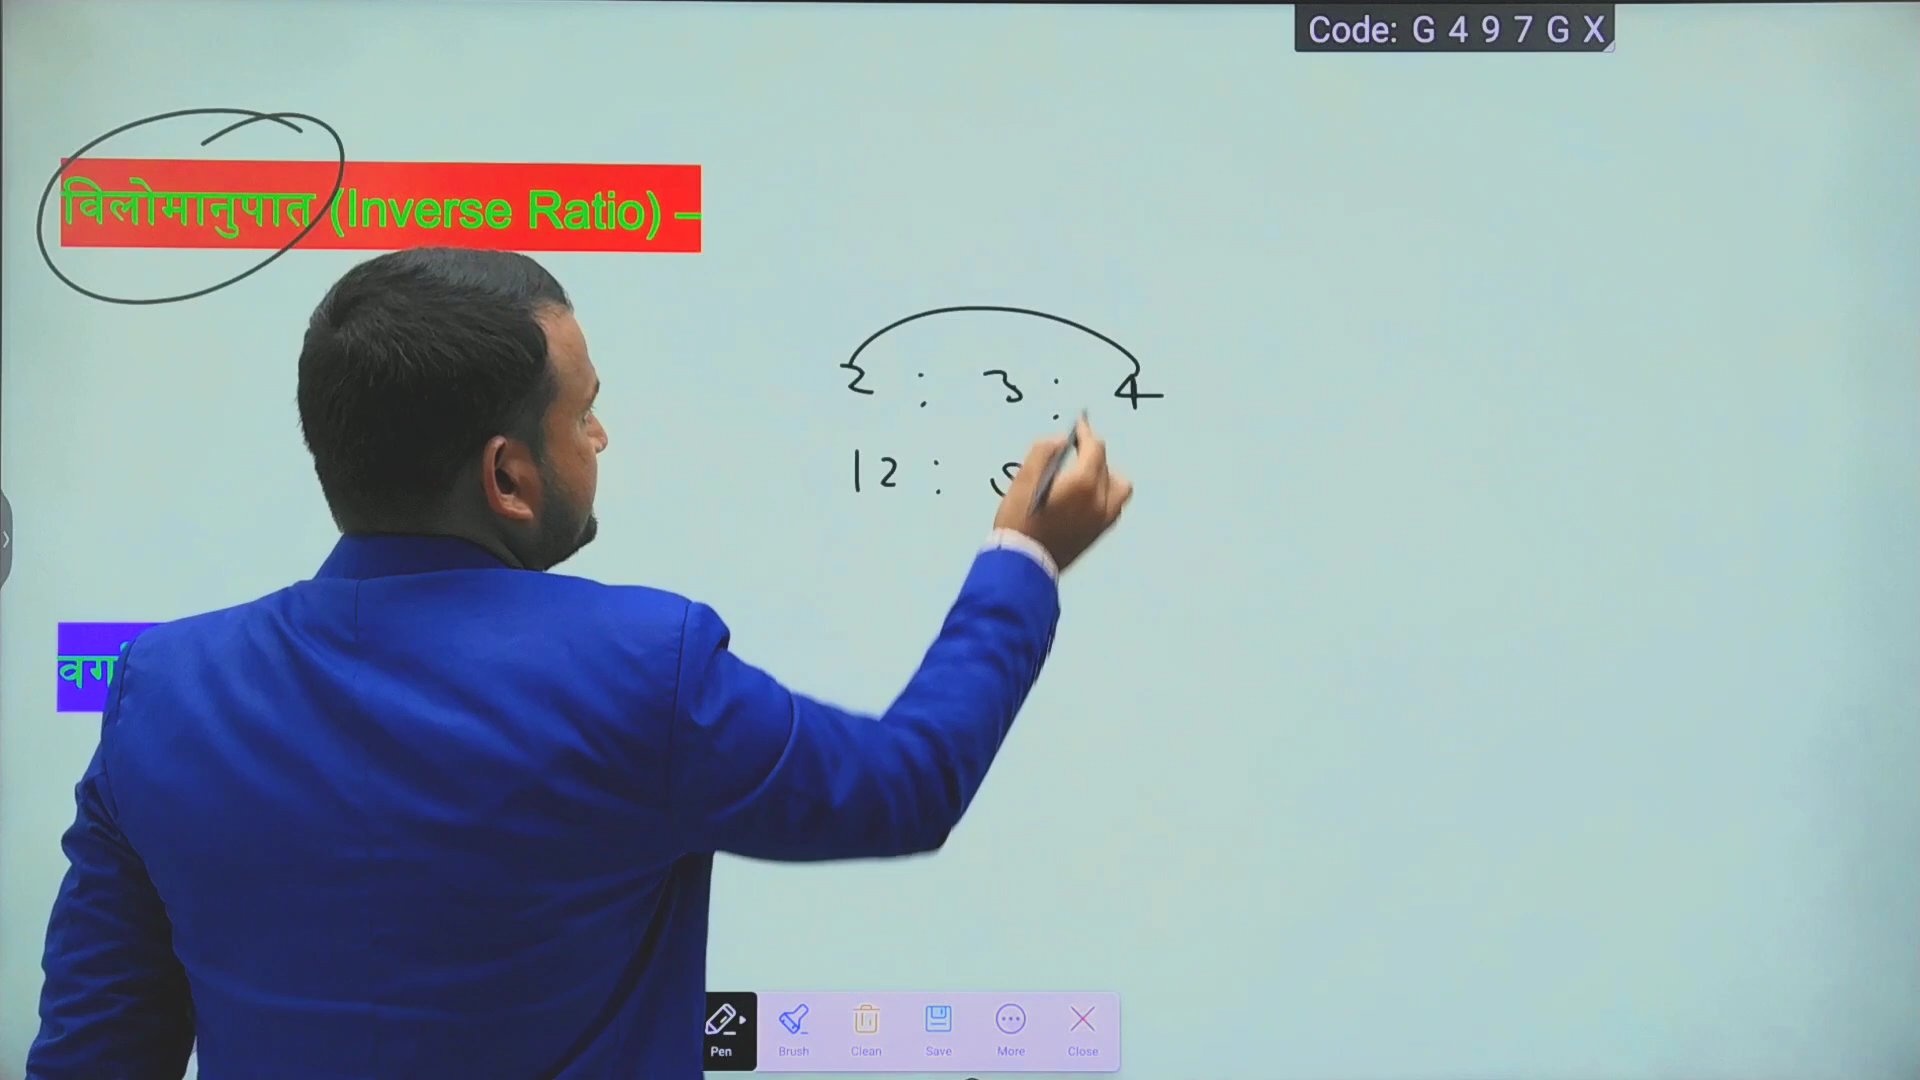 Code: G 4 9 7 G X
विलोमानुपात (Inverse Ratio) –
2 : 3 : 4
12 :
Pen
Brush
Clean
Save
More
Close